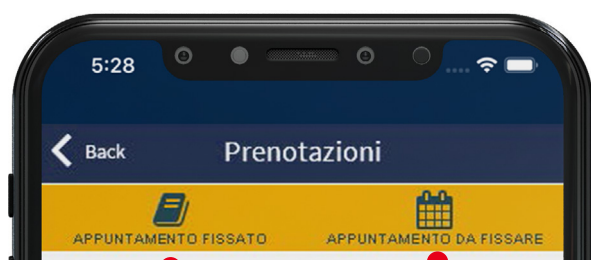 5:28
Back Prenotazioni
APPUNTAMENTO FISSATO APPUNTAMENTO DA FISSARE